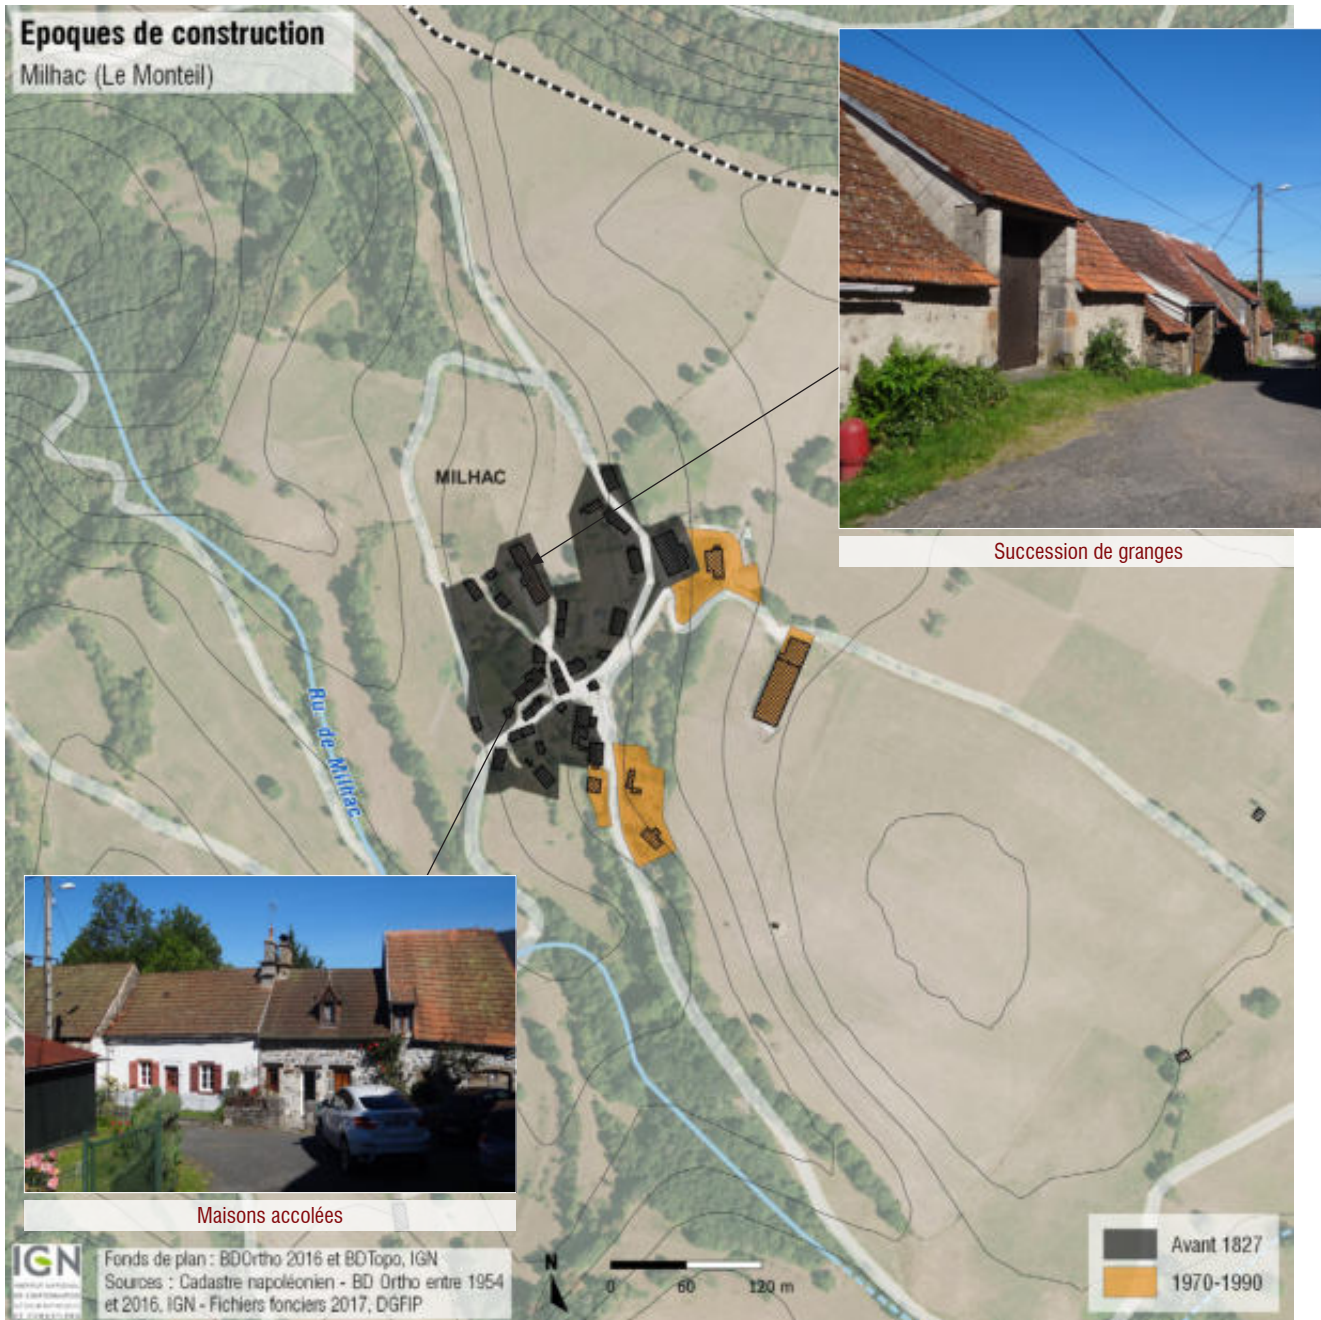 Epoques de construction
Milhac (Le Monteil)
Succession de granges
MILHAC
Ru. de Milhac
Maisons accolées
IGN
Fonds de plan : BDOrtho 2016 et BDTopo, IGN
Sources : Cadastre napoléonien - BD Ortho entre 1954
et 2016, IGN - Fichiers fonciers 2017, DGFIP
N
0 60 120 m
Avant 1827
1970-1990